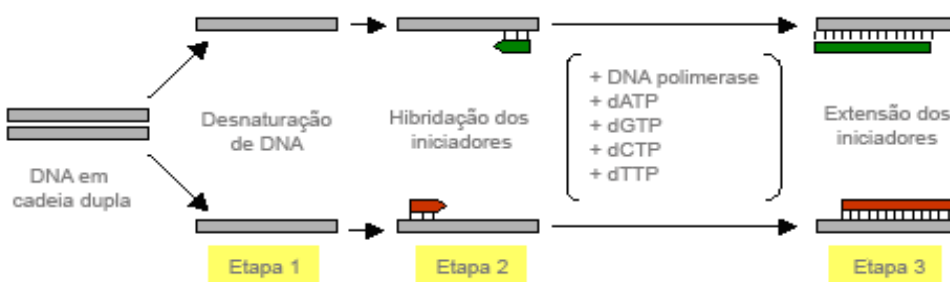 DNA em
cadeia dupla
Desnaturação
de DNA
Etapa 1
Hibridação dos
iniciadores
Etapa 2
+ DNA polimerase
+ dATP
+ dGTP
+ dCTP
+ dTTP
Extensão dos
iniciadores
Etapa 3